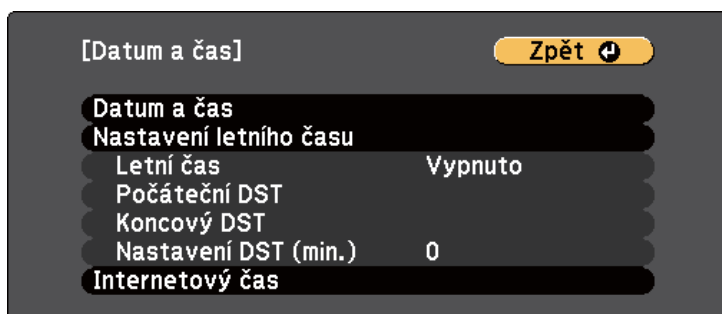 [Datum a čas] Zpět
Datum a čas
Nastavení letního času
Letní čas Vypnuto
Počáteční DST
Koncový DST
Nastavení DST (min.) 0
Internetový čas